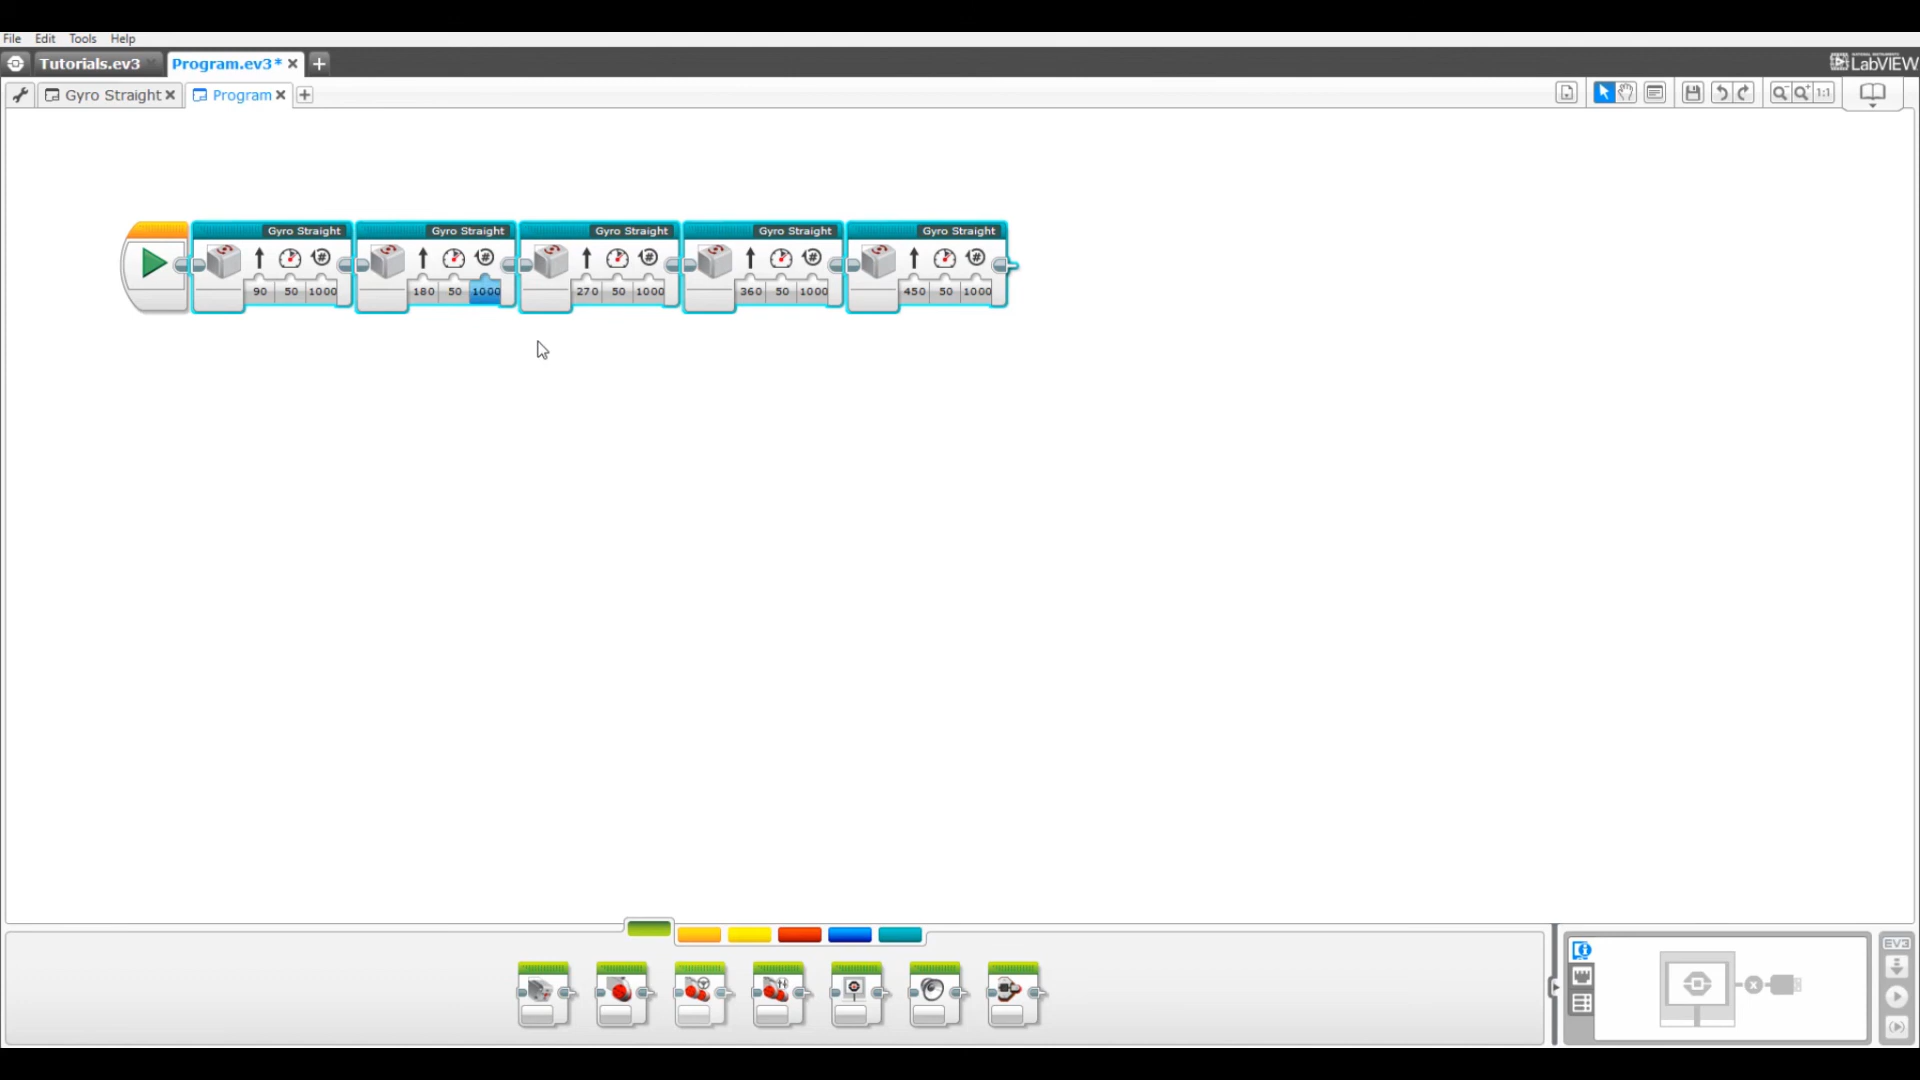 File Edit Tools Help
Tutorials.ev3 Program.ev3* +
LabVIEW
Gyro Straight Program
1:1
Gyro Straight Gyro Straight Gyro Straight Gyro Straight Gyro Straight
90 50 1000 180 50 1000 270 50 1000 360 50 1000 450 50 1000
EV3